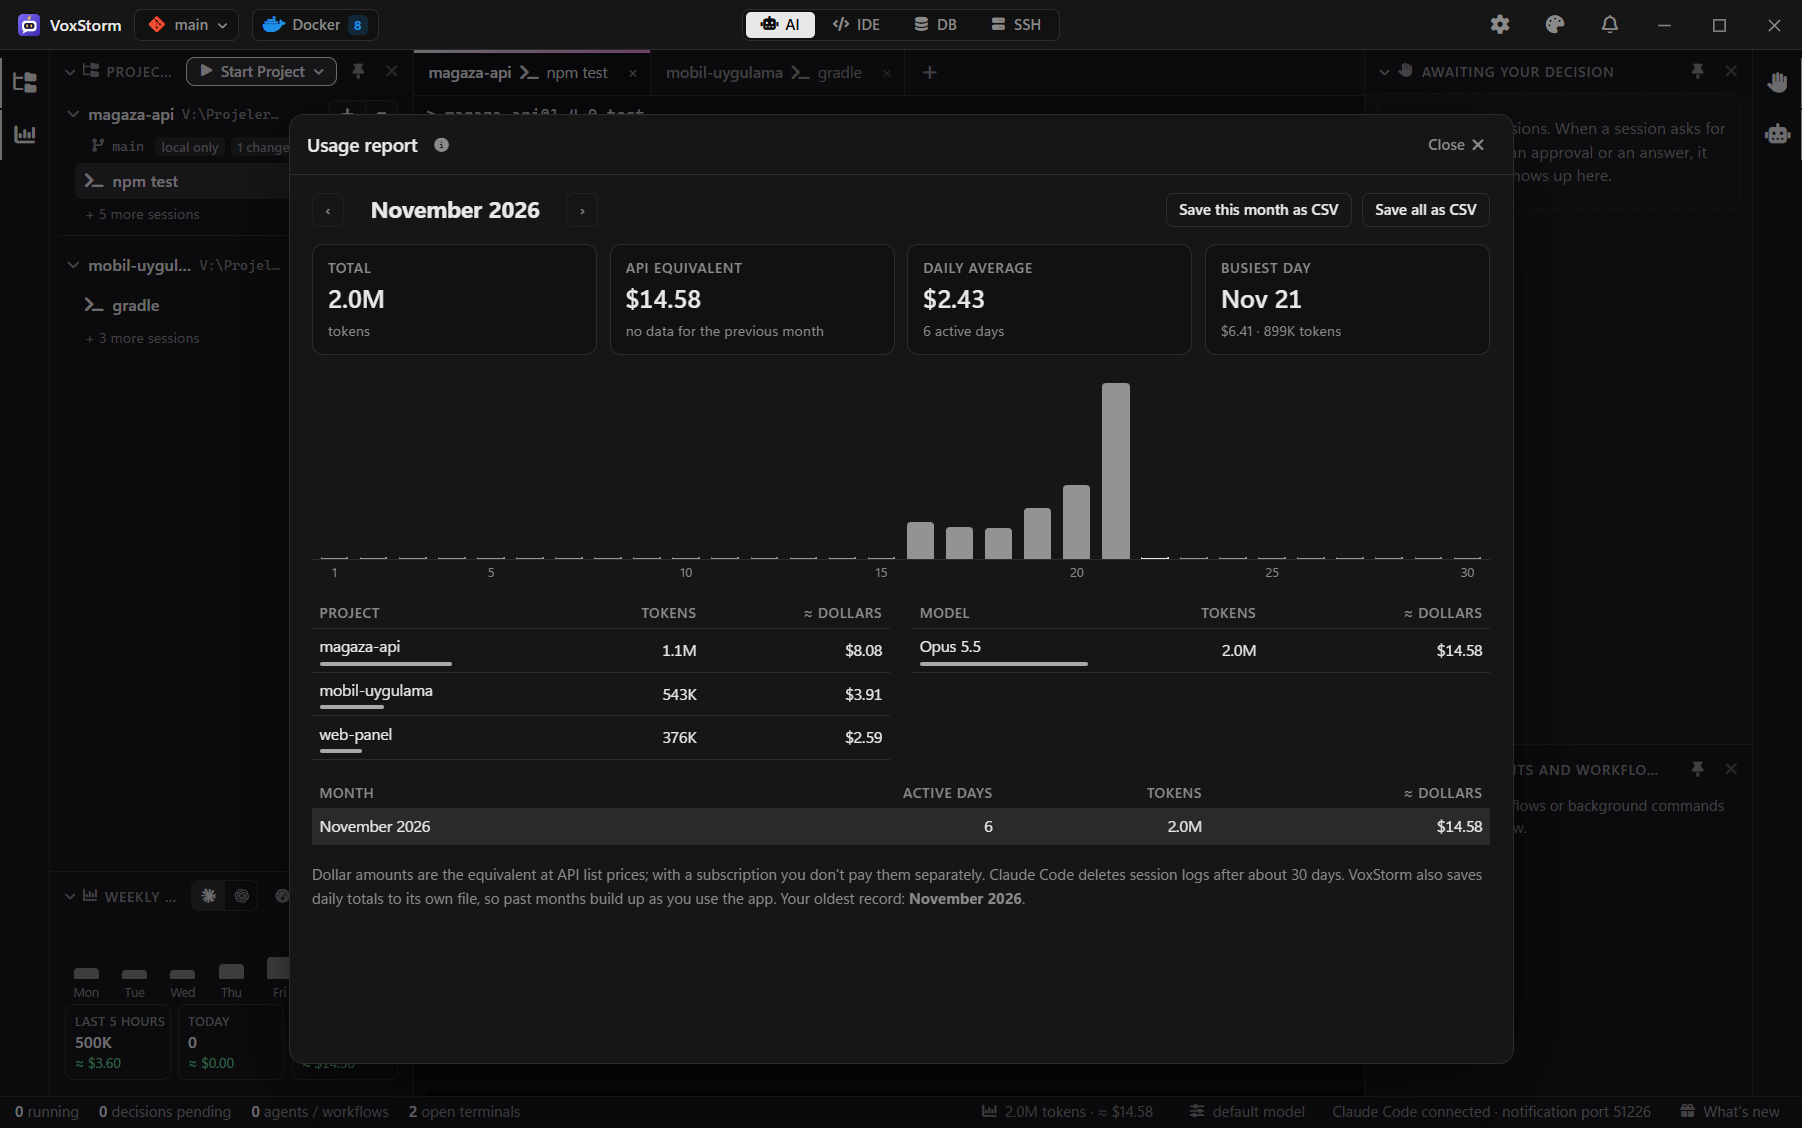 VoxStorm
main
Docker 8
AI
IDE
DB
SSH
PROJEC...
Start Project
magaza-api npm test ×
mobil-uygulama gradle ×
AWAITING YOUR DECISION
magaza-api V:\Projeler...
main local only 1 change
npm test
+ 5 more sessions
mobil-uygul... V:\Projel...
gradle
+ 3 more sessions
sions. When a session asks for
an approval or an answer, it
hows up here.
Usage report
Close
November 2026
Save this month as CSV
Save all as CSV
TOTAL
2.0M
tokens
API EQUIVALENT
$14.58
no data for the previous month
DAILY AVERAGE
$2.43
6 active days
BUSIEST DAY
Nov 21
$6.41 · 899K tokens
1 5 10 15 20 25 30
PROJECT TOKENS ≈ DOLLARS
magaza-api 1.1M $8.08
mobil-uygulama 543K $3.91
web-panel 376K $2.59
MODEL TOKENS ≈ DOLLARS
Opus 5.5 2.0M $14.58
MONTH ACTIVE DAYS TOKENS ≈ DOLLARS
November 2026 6 2.0M $14.58
Dollar amounts are the equivalent at API list prices; with a subscription you don't pay them separately. Claude Code deletes session logs after about 30 days. VoxStorm also saves
daily totals to its own file, so past months build up as you use the app. Your oldest record: November 2026.
ITS AND WORKFLO...
flows or background commands
w.
WEEKLY ...
Mon Tue Wed Thu Fri
LAST 5 HOURS
500K
≈ $3.60
TODAY
0
≈ $0.00
≈ $14.58
0 running 0 decisions pending 0 agents / workflows 2 open terminals
2.0M tokens · ≈ $14.58
default model
Claude Code connected · notification port 51226
What's new